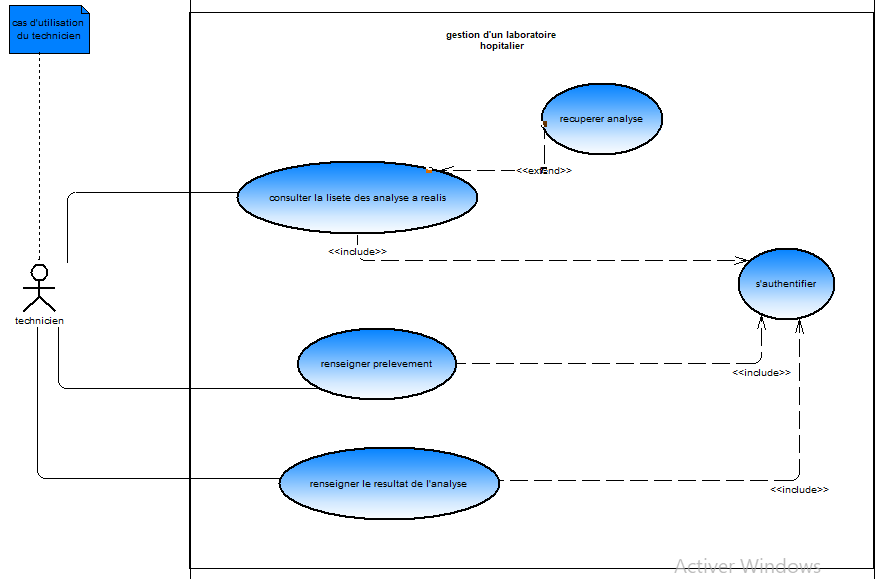 cas d'utilisation
du technicien
gestion d'un laboratoire
hopitalier
recuperer analyse
<<extend>>
consulter la lisete des analyse a realis
<<include>>
s'authentifier
technicien
renseigner prelevement
<<include>>
renseigner le resultat de l'analyse
<<include>>
Activer Windows